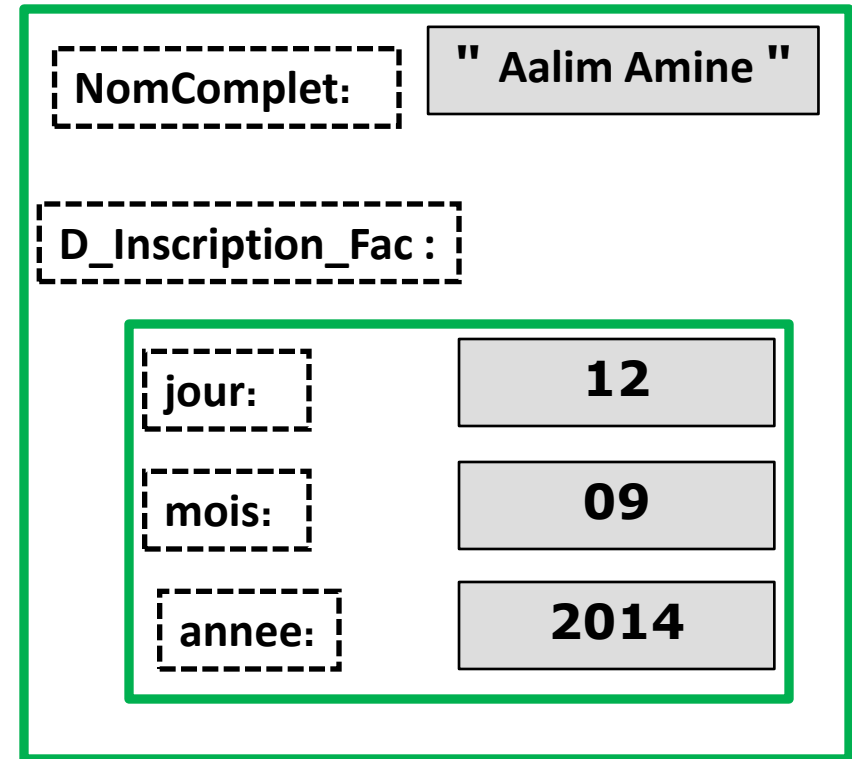 NomComplet: " Aalim Amine "
D_Inscription_Fac :
jour: 12
mois: 09
annee: 2014